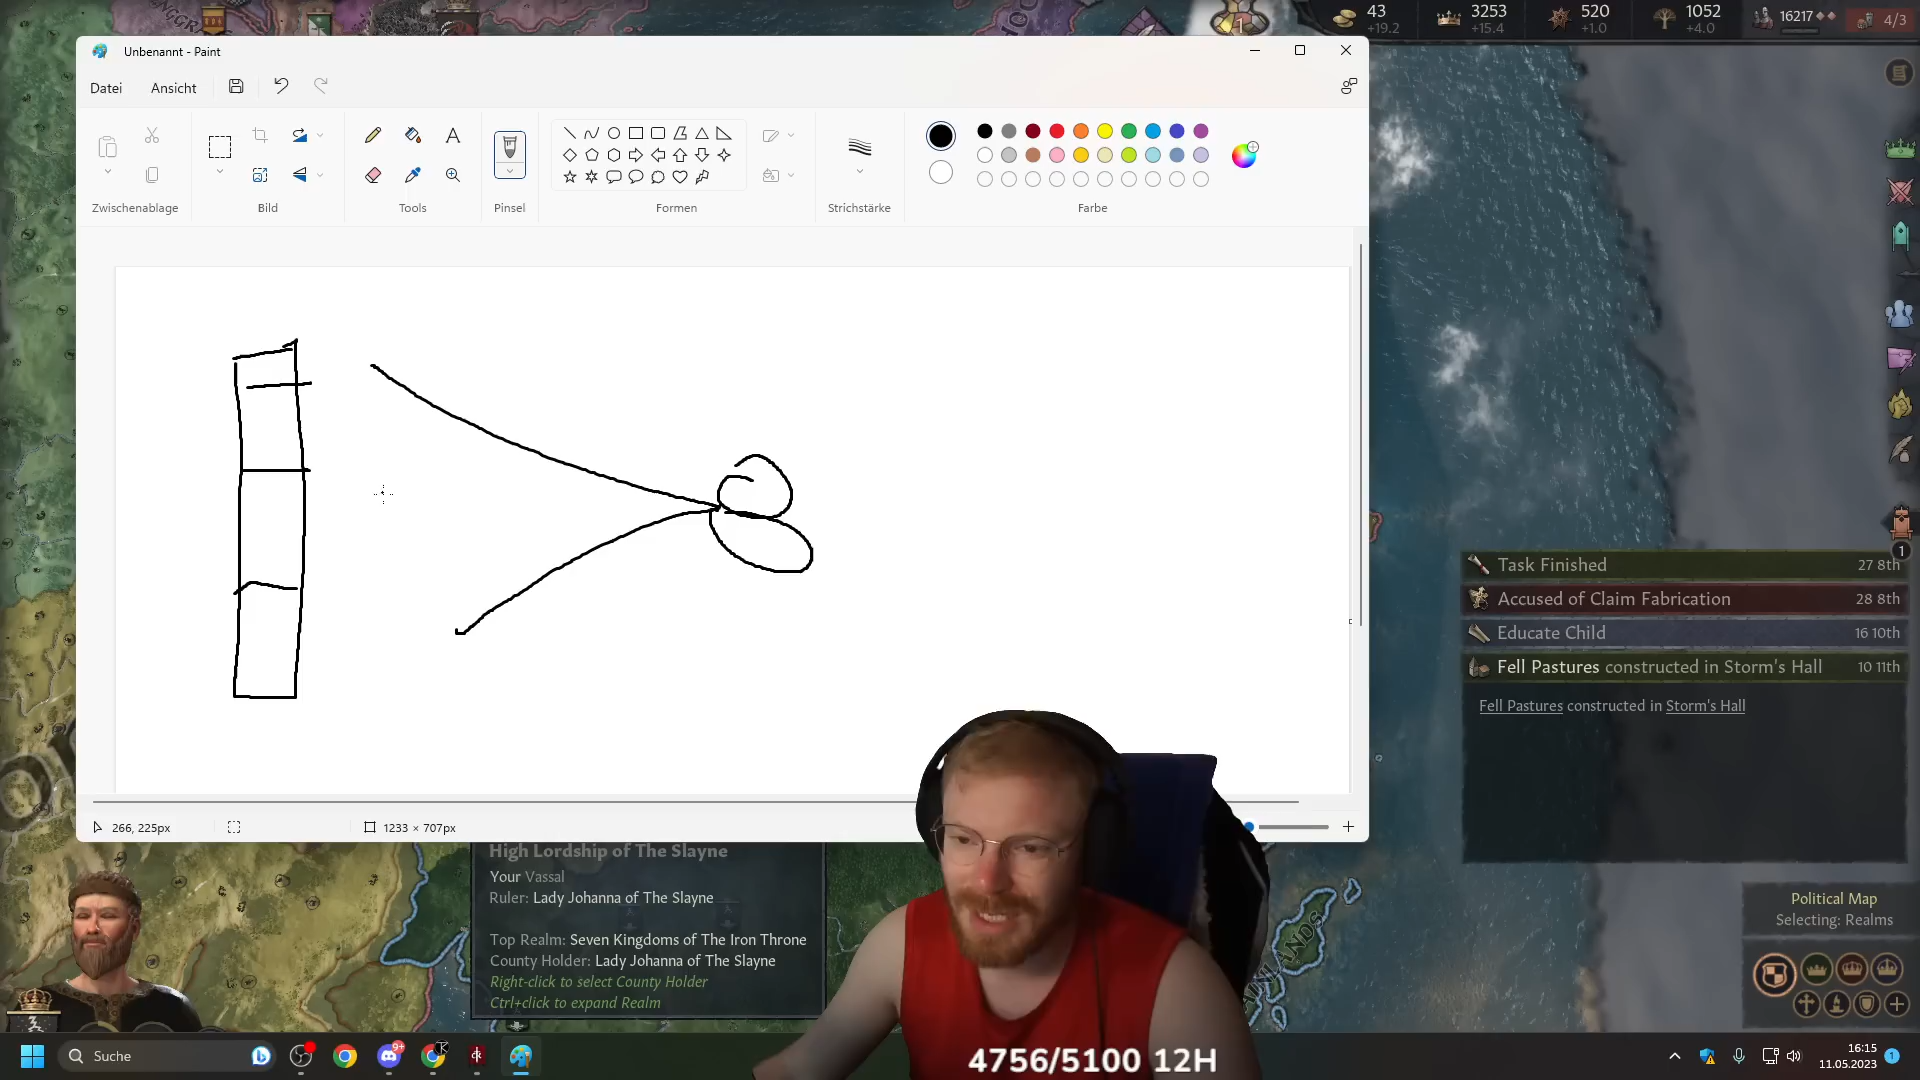 43
+19.2
3253
+15.4
520
+1.0
1052
+4.0
16217
4/3
1
Unbenannt - Paint
Datei
Ansicht
A
Zwischenablage
Bild
Tools
Pinsel
Formen
Strichstärke
Farbe
266, 225px
1233 × 707px
1
Task Finished
27 8th
Accused of Claim Fabrication
28 8th
Educate Child
16 10th
Fell Pastures constructed in Storm's Hall
10 11th
Fell Pastures constructed in Storm's Hall
High Lordship of The Slayne
Your Vassal
Ruler: Lady Johanna of The Slayne
Top Realm: Seven Kingdoms of The Iron Throne
County Holder: Lady Johanna of The Slayne
Right-click to select County Holder
Ctrl+click to expand Realm
Political Map
Selecting: Realms
Suche
9+
4756/5100 12H
16:15
11.05.2023
1